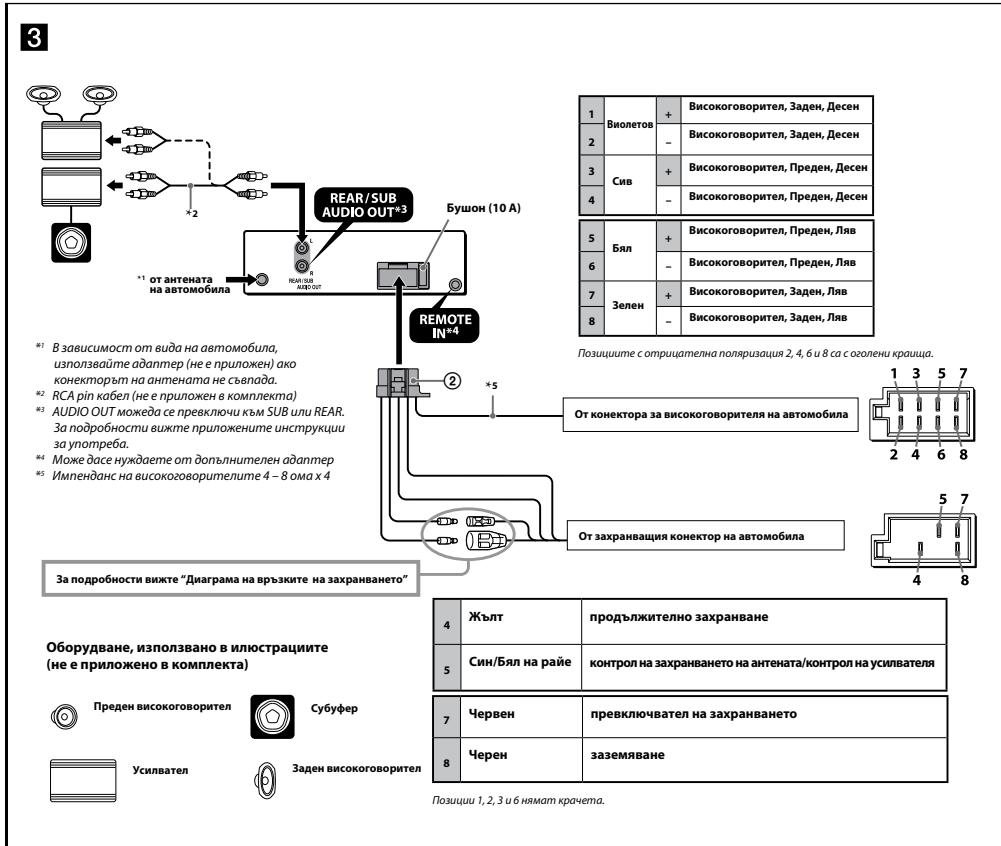 3
*2
REAR/SUB
AUDIO OUT*3
Бушон (10 А)
L
R
REAR/SUB
AUDIO OUT
*1 от антената
на автомобила
REMOTE
IN*4
1 Виолетов + Високоговорител, Заден, Десен
2 – Високоговорител, Заден, Десен
3 Сив + Високоговорител, Преден, Десен
4 – Високоговорител, Преден, Десен
5 Бял + Високоговорител, Преден, Ляв
6 – Високоговорител, Преден, Ляв
7 Зелен + Високоговорител, Заден, Ляв
8 – Високоговорител, Заден, Ляв
Позициите с отрицателна поляризация 2, 4, 6 и 8 са с оголени краища.
*1 В зависимост от вида на автомобила,
използвайте адаптер (не е приложен) ако
конекторът на антената не съвпада.
*2 RCA pin кабел (не е приложен в комплекта)
*3 AUDIO OUT можеда се превключи към SUB или REAR.
За подробности вижте приложените инструкции
за употреба.
*4 Може дасе нуждаете от допълнителен адаптер
*5 Импенданс на високоговорителите 4 – 8 ома x 4
2
*5
От конектора за високоговорителя на автомобила
1 3 5 7
2 4 6 8
От захранващия конектор на автомобила
5 7
4 8
За подробности вижте "Диаграма на връзките на захранването"
Оборудване, използвано в илюстрациите
(не е приложено в комплекта)
Преден високоговорител
Субуфер
Усилвател
Заден високоговорител
4 Жълт продължително захранване
5 Син/Бял на райе контрол на захранването на антената/контрол на усилвателя
7 Червен превключвател на захранването
8 Черен заземяване
Позиции 1, 2, 3 и 6 нямат крачета.